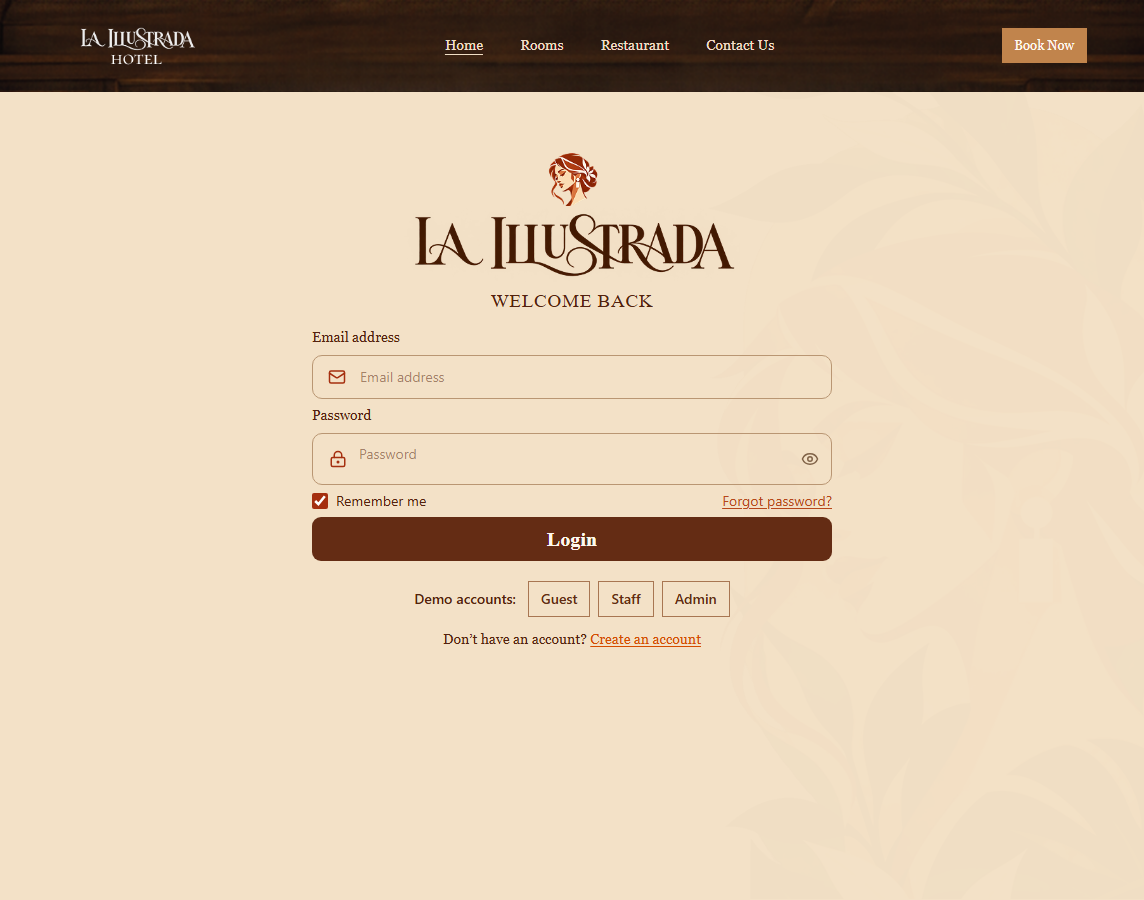 LA ILLUSTRADA
HOTEL
Home Rooms Restaurant Contact Us
Book Now
LA ILLUSTRADA
WELCOME BACK
Email address
Email address
Password
Password
Remember me Forgot password?
Login
Demo accounts: Guest Staff Admin
Don’t have an account? Create an account